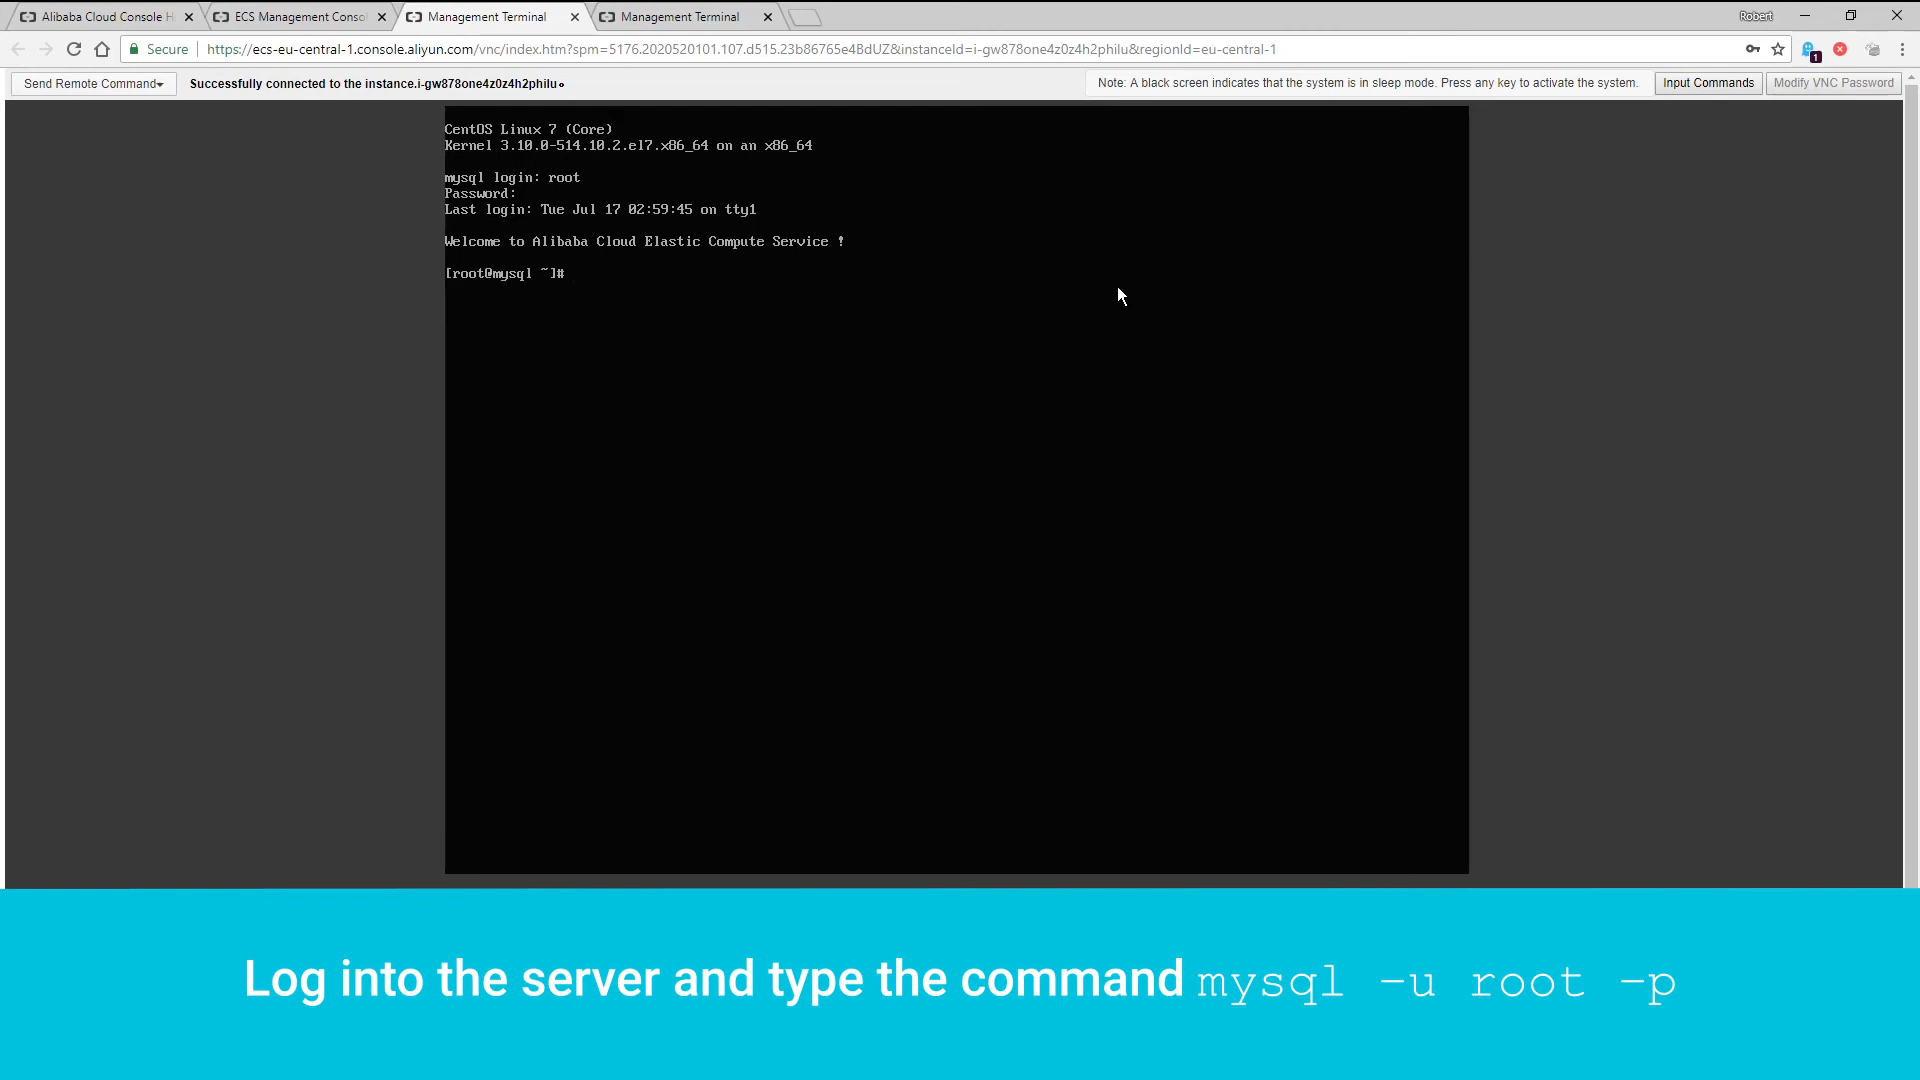 Alibaba Cloud Console H
ECS Management Conso
Management Terminal
Management Terminal
Robert
Secure
https://ecs-eu-central-1.console.aliyun.com/vnc/index.htm?spm=5176.2020520101.107.d515.23b86765e4BdUZ&instanceId=i-gw878one4z0z4h2philu&regionId=eu-central-1
1
Send Remote Command
Successfully connected to the instance.i-gw878one4z0z4h2philu。
Note: A black screen indicates that the system is in sleep mode. Press any key to activate the system.
Input Commands
Modify VNC Password
CentOS Linux 7 (Core)
Kernel 3.10.0-514.10.2.el7.x86_64 on an x86_64
mysql login: root
Password:
Last login: Tue Jul 17 02:59:45 on tty1
Welcome to Alibaba Cloud Elastic Compute Service !
[root@mysql ~]#
Log into the server and type the command mysql -u root -p